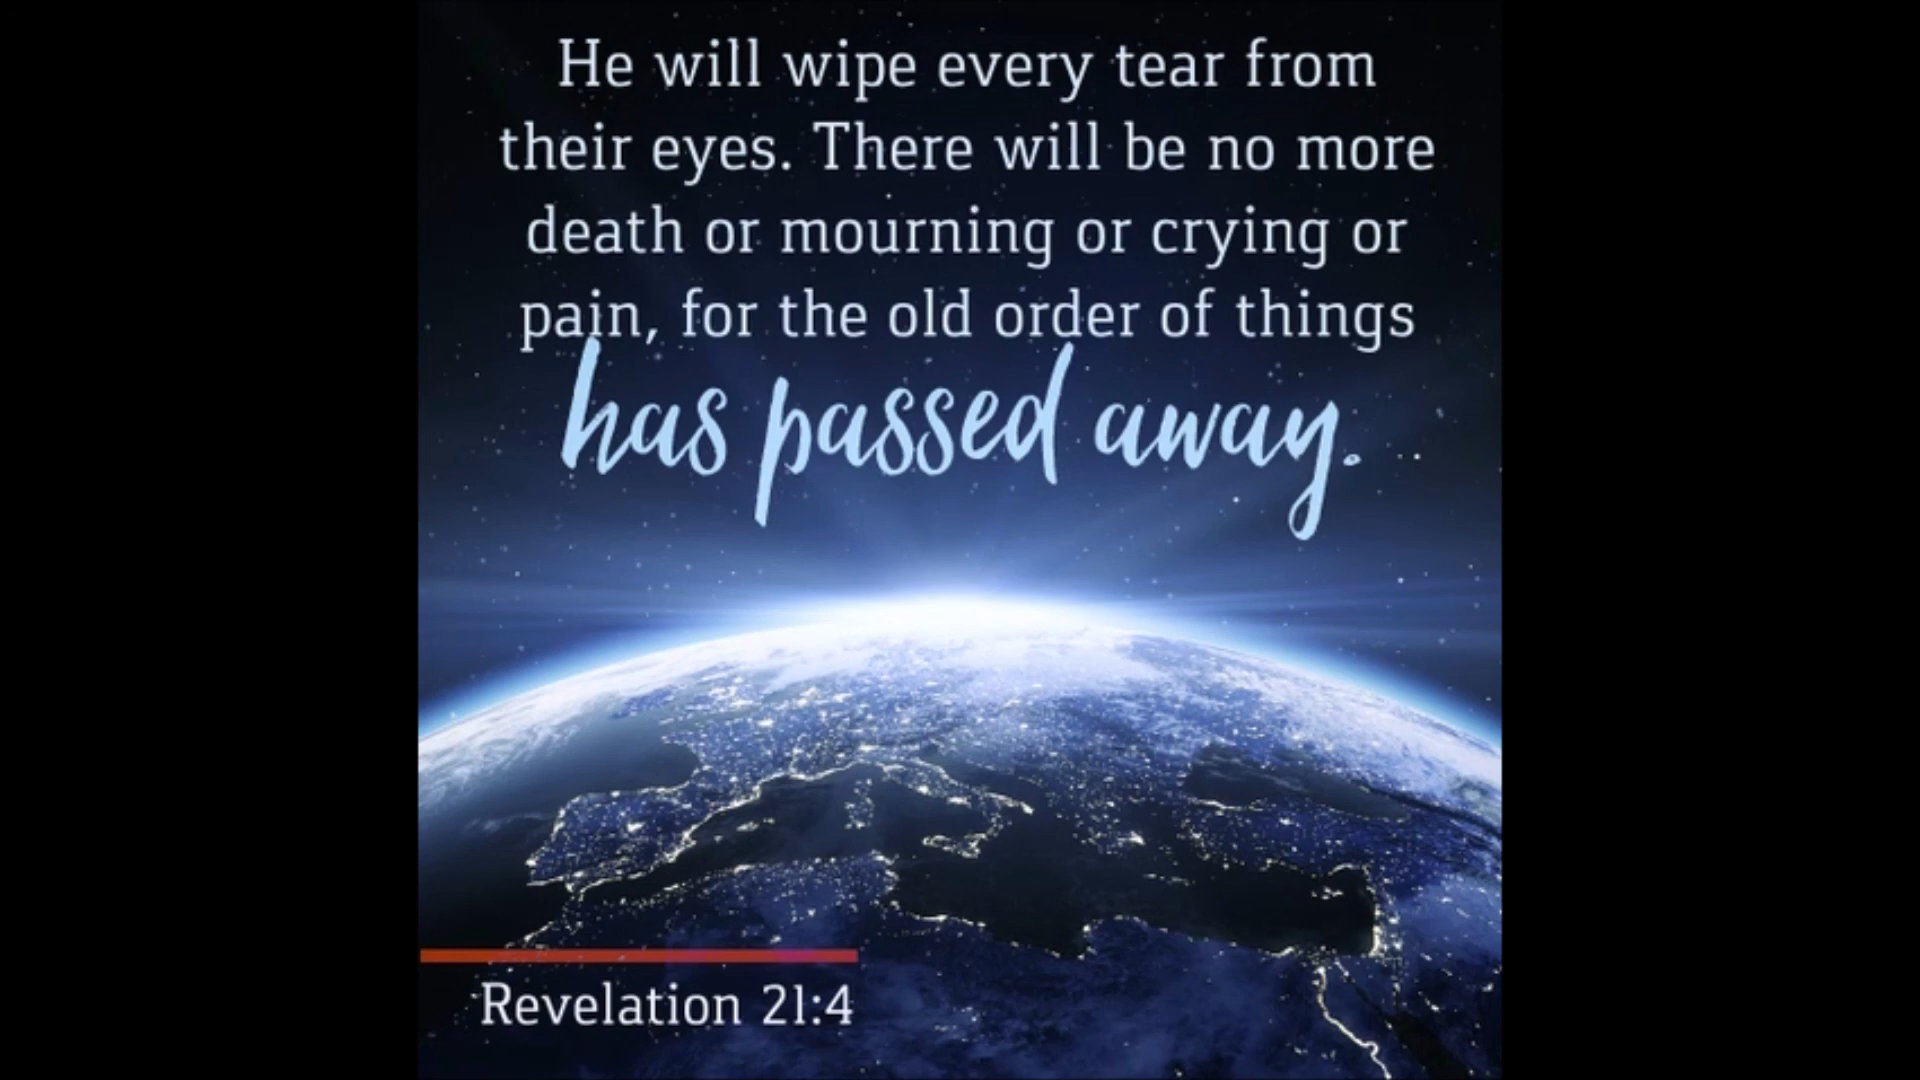 He will wipe every tear from
their eyes. There will be no more
death or mourning or crying or
pain, for the old order of things
has passed away.
Revelation 21:4